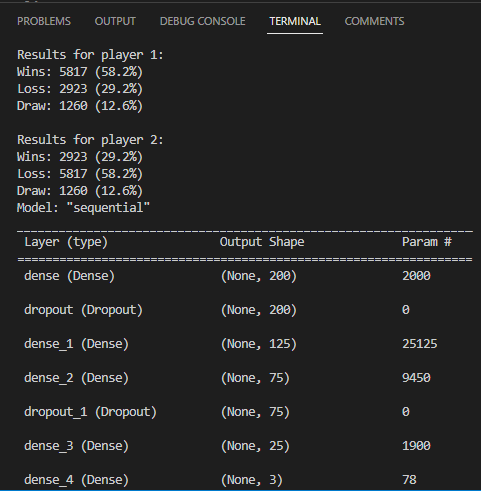 PROBLEMS OUTPUT DEBUG CONSOLE TERMINAL COMMENTS
Results for player 1:
Wins: 5817 (58.2%)
Loss: 2923 (29.2%)
Draw: 1260 (12.6%)
Results for player 2:
Wins: 2923 (29.2%)
Loss: 5817 (58.2%)
Draw: 1260 (12.6%)
Model: "sequential"
_________________________________________________________________
Layer (type) Output Shape Param #
=================================================================
dense (Dense) (None, 200) 2000
dropout (Dropout) (None, 200) 0
dense_1 (Dense) (None, 125) 25125
dense_2 (Dense) (None, 75) 9450
dropout_1 (Dropout) (None, 75) 0
dense_3 (Dense) (None, 25) 1900
dense_4 (Dense) (None, 3) 78